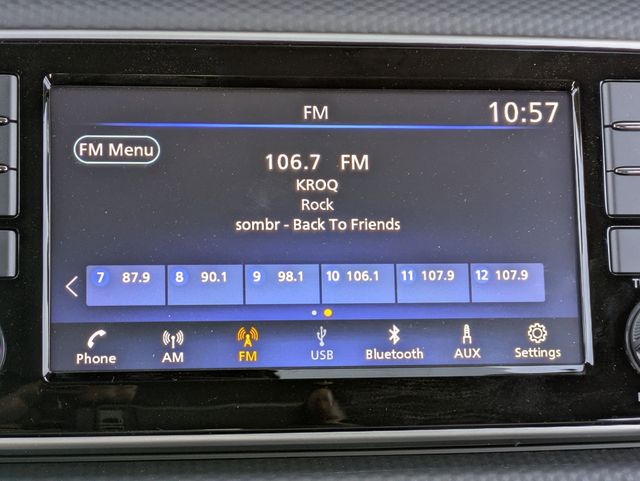 FM 10:57
FM Menu
106.7 FM
KROQ
Rock
sombr - Back To Friends
7 87.9 8 90.1 9 98.1 10 106.1 11 107.9 12 107.9
Phone AM FM USB Bluetooth AUX Settings